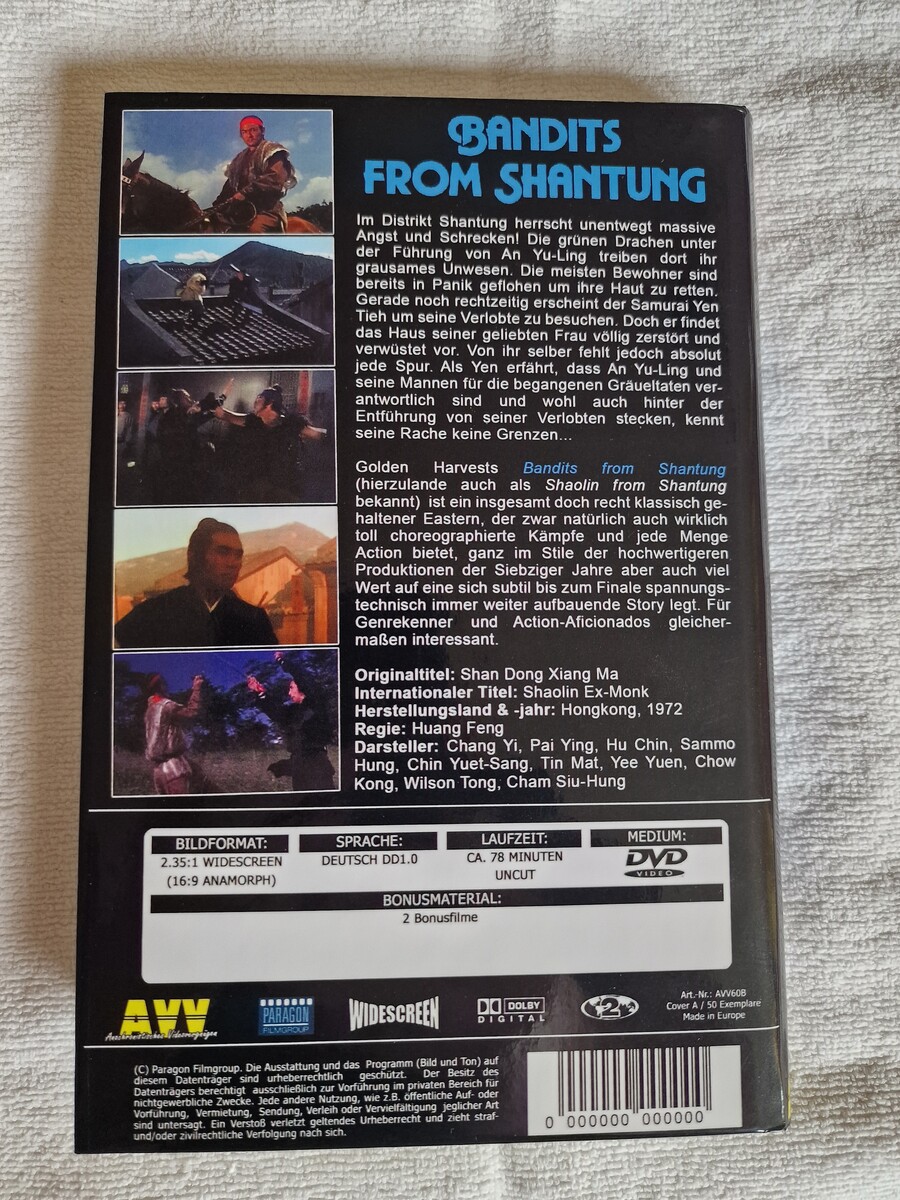 BANDITS
FROM SHANTUNG
Im Distrikt Shantung herrscht unentwegt massive
Angst und Schrecken! Die grünen Drachen unter
der Führung von An Yu-Ling treiben dort ihr
grausames Unwesen. Die meisten Bewohner sind
bereits in Panik geflohen um ihre Haut zu retten.
Gerade noch rechtzeitig erscheint der Samurai Yen
Tieh um seine Verlobte zu besuchen. Doch er findet
das Haus seiner geliebten Frau völlig zerstört und
verwüstet vor. Von ihr selber fehlt jedoch absolut
jede Spur. Als Yen erfährt, dass An Yu-Ling und
seine Mannen für die begangenen Gräueltaten ver-
antwortlich sind und wohl auch hinter der
Entführung von seiner Verlobten stecken, kennt
seine Rache keine Grenzen...
Golden Harvests Bandits from Shantung
(hierzulande auch als Shaolin from Shantung
bekannt) ist ein insgesamt doch recht klassisch ge-
haltener Eastern, der zwar natürlich auch wirklich
toll choreographierte Kämpfe und jede Menge
Action bietet, ganz im Stile der hochwertigeren
Produktionen der Siebziger Jahre aber auch viel
Wert auf eine sich subtil bis zum Finale spannungs-
technisch immer weiter aufbauende Story legt. Für
Genrekenner und Action-Aficionados gleicher-
maßen interessant.
Originaltitel: Shan Dong Xiang Ma
Internationaler Titel: Shaolin Ex-Monk
Herstellungsland & -jahr: Hongkong, 1972
Regie: Huang Feng
Darsteller: Chang Yi, Pai Ying, Hu Chin, Sammo
Hung, Chin Yuet-Sang, Tin Mat, Yee Yuen, Chow
Kong, Wilson Tong, Cham Siu-Hung
BILDFORMAT: SPRACHE: LAUFZEIT: MEDIUM:
2.35:1 WIDESCREEN DEUTSCH DD1.0 CA. 78 MINUTEN DVD
(16:9 ANAMORPH) UNCUT VIDEO
BONUSMATERIAL:
2 Bonusfilme
AVV
Anachronistisches Videovergnügen
PARAGON
FILMGROUP
WIDESCREEN
DOLBY
DIGITAL
2
Art.-Nr.: AVV60B
Cover A / 50 Exemplare
Made in Europe
(C) Paragon Filmgroup. Die Ausstattung und das Programm (Bild und Ton) auf
diesem Datenträger sind urheberrechtlich geschützt. Der Besitz des
Datenträgers berechtigt ausschließlich zur Vorführung im privaten Bereich für
nichtgewerbliche Zwecke. Jede andere Nutzung, wie z.B. öffentliche Auf- oder
Vorführung, Vermietung, Sendung, Verleih oder Vervielfältigung jeglicher Art
sind untersagt. Ein Verstoß verletzt geltendes Urheberrecht und zieht straf-
und/oder zivilrechtliche Verfolgung nach sich.
0 000000 000000